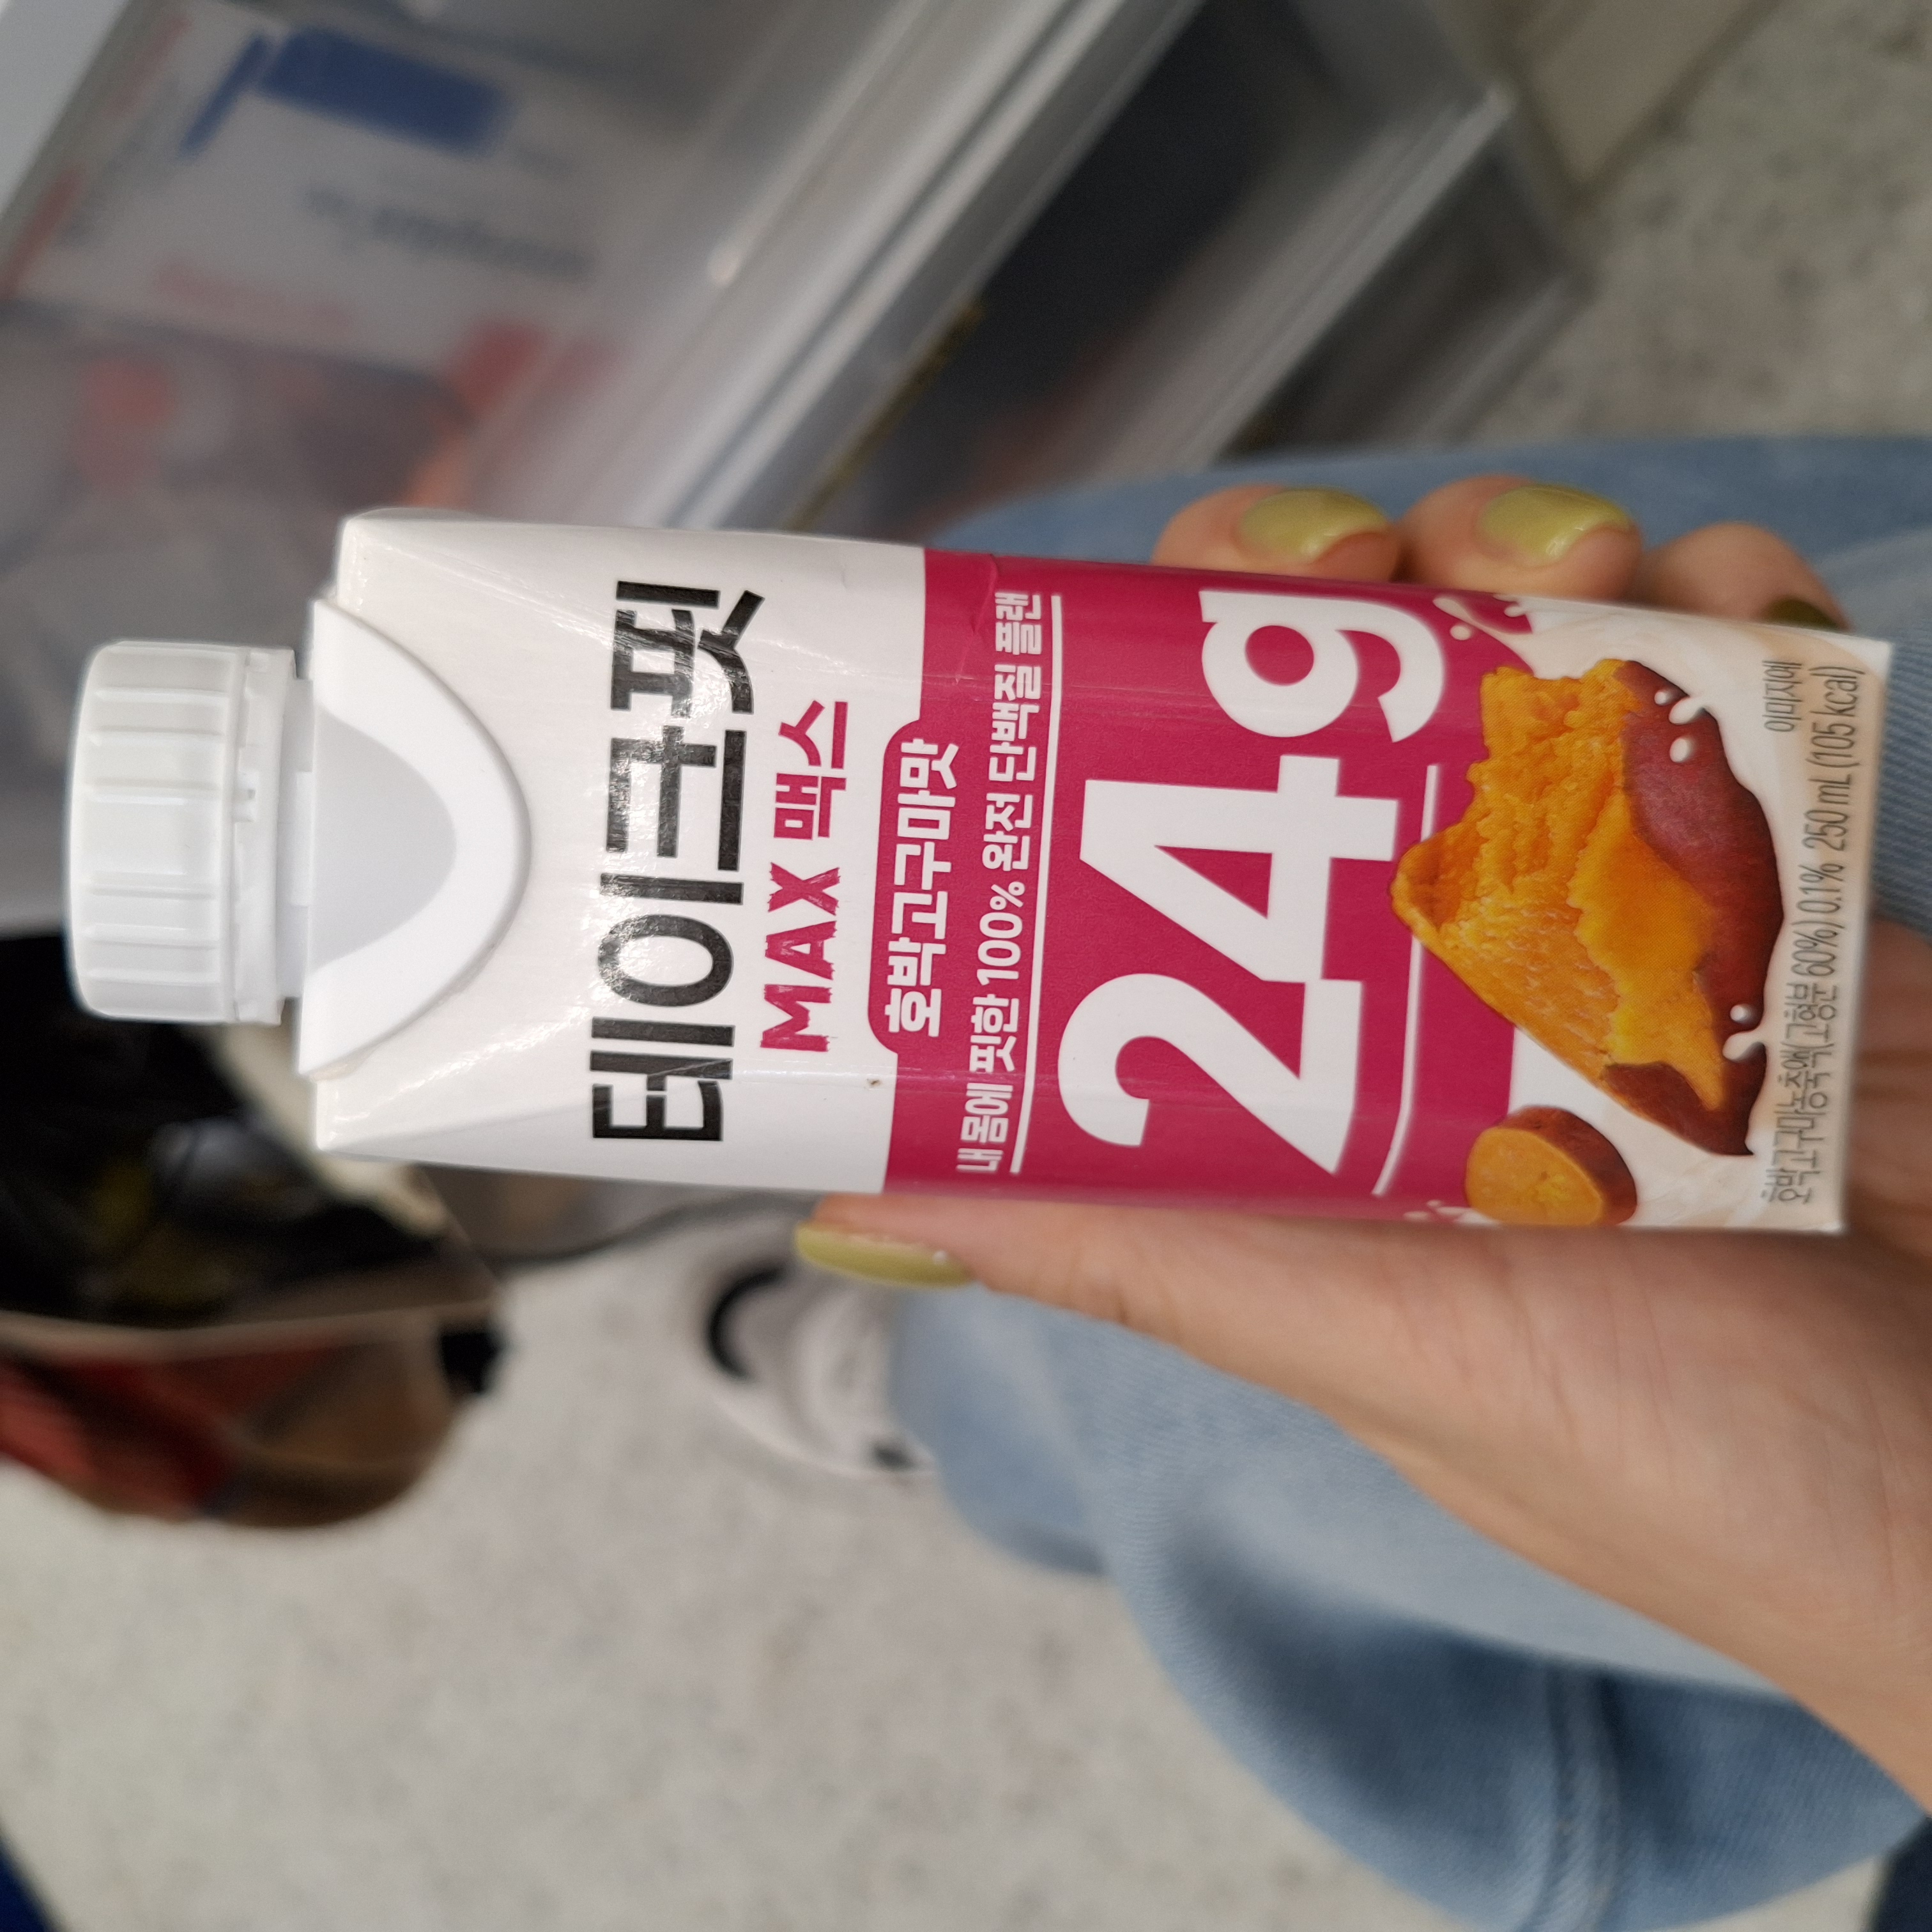 테이크핏
MAX 맥스
호박고구마맛
내 몸에 핏한 100% 완전 단백질 플랜
24g
이미지예
호박고구마농축액(고형분 60%) 0.1% 250 mL (105 kcal)